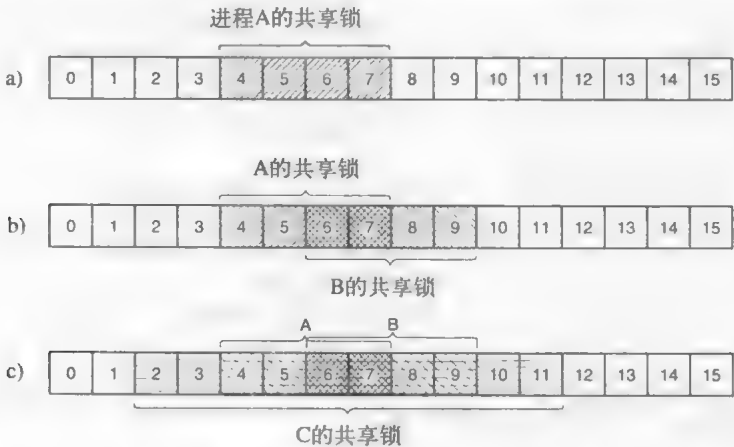 进程A的共享锁
a) 0 1 2 3 4 5 6 7 8 9 10 11 12 13 14 15
A的共享锁
b) 0 1 2 3 4 5 6 7 8 9 10 11 12 13 14 15
B的共享锁
A B
c) 0 1 2 3 4 5 6 7 8 9 10 11 12 13 14 15
C的共享锁